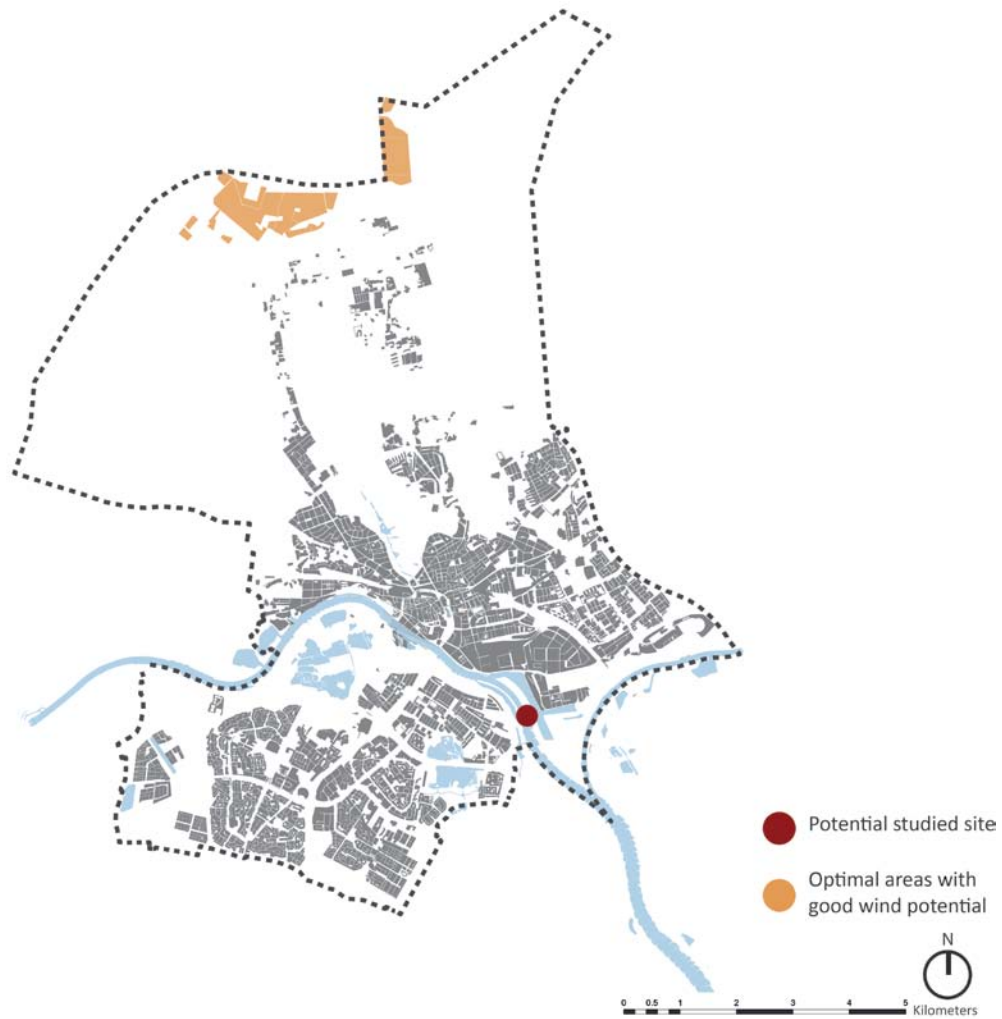 Potential studied site
Optimal areas with
good wind potential
N
0 0.5 1 2 3 4 5
Kilometers